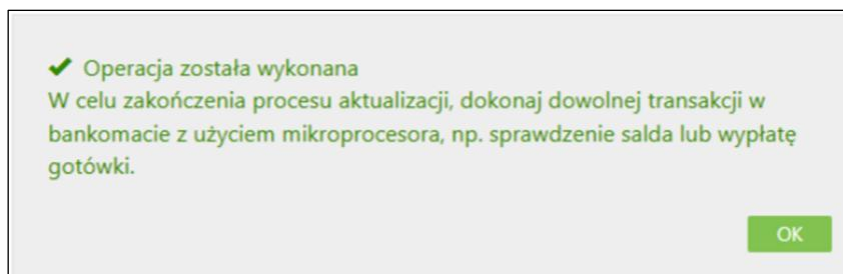 ✔ Operacja została wykonana
W celu zakończenia procesu aktualizacji, dokonaj dowolnej transakcji w
bankomacie z użyciem mikroprocesora, np. sprawdzenie salda lub wypłatę
gotówki.
OK